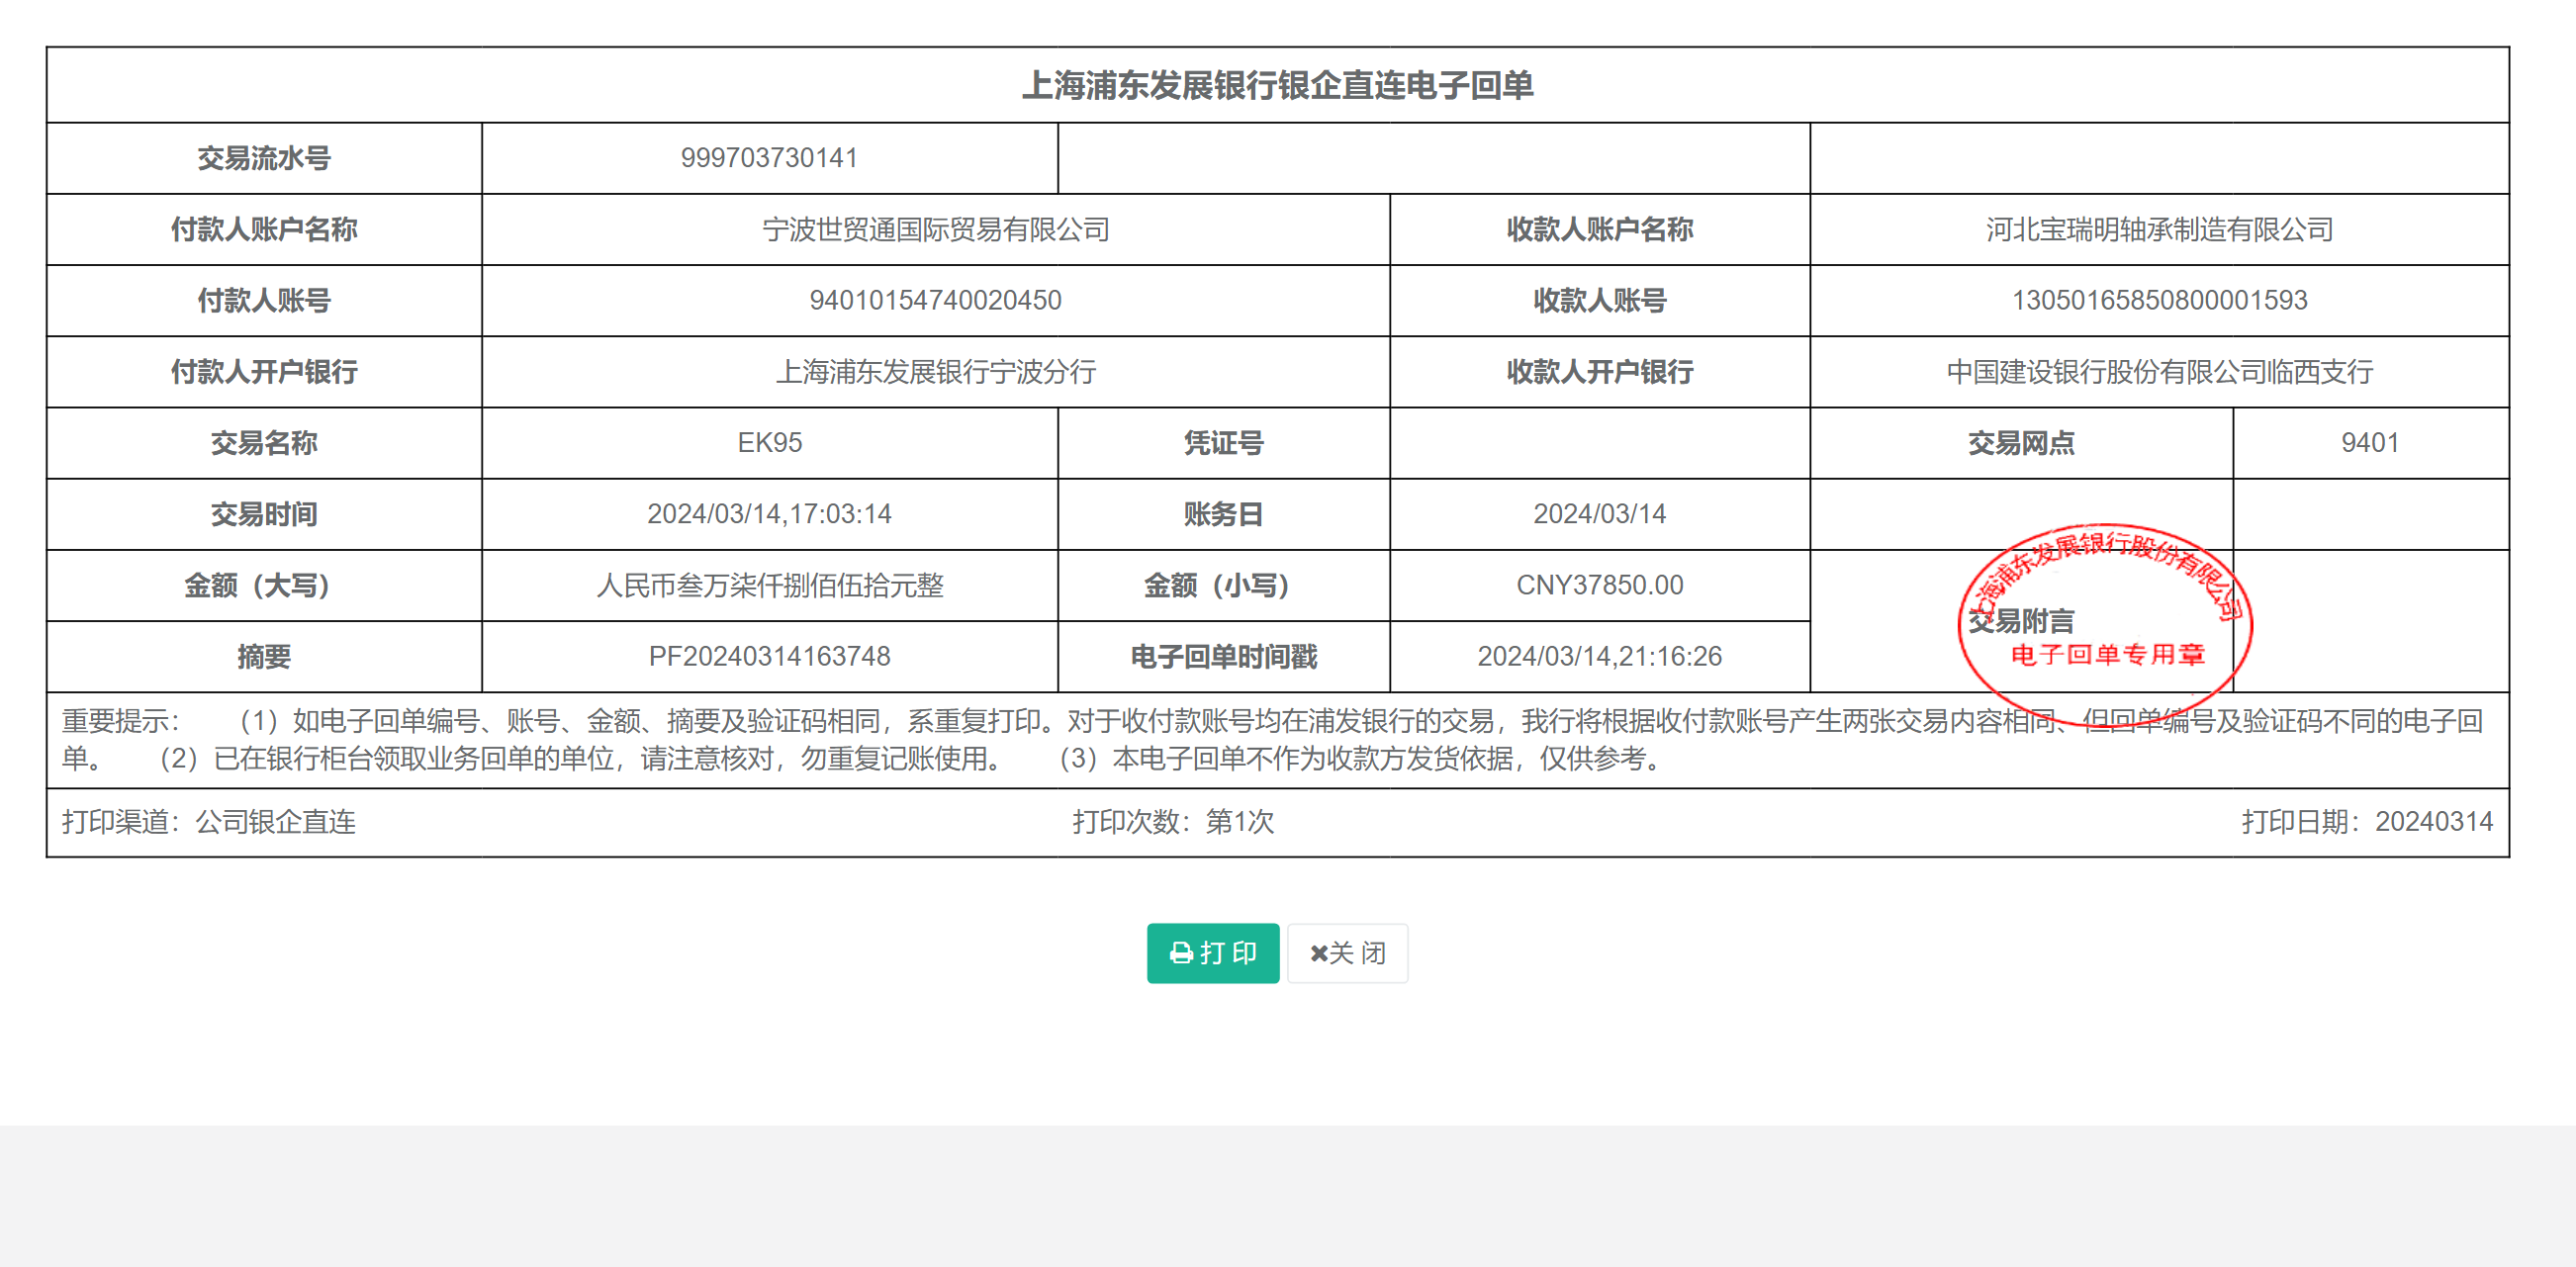 上海浦东发展银行银企直连电子回单
交易流水号 999703730141
付款人账户名称 宁波世贸通国际贸易有限公司 收款人账户名称 河北宝瑞明轴承制造有限公司
付款人账号 94010154740020450 收款人账号 13050165850800001593
付款人开户银行 上海浦东发展银行宁波分行 收款人开户银行 中国建设银行股份有限公司临西支行
交易名称 EK95 凭证号 交易网点 9401
交易时间 2024/03/14,17:03:14 账务日 2024/03/14
金额（大写） 人民币叁万柒仟捌佰伍拾元整 金额（小写） CNY37850.00
交易附言
摘要 PF20240314163748 电子回单时间戳 2024/03/14,21:16:26
上海浦东发展银行股份有限公司
电子回单专用章
重要提示： （1）如电子回单编号、账号、金额、摘要及验证码相同，系重复打印。对于收付款账号均在浦发银行的交易，我行将根据收付款账号产生两张交易内容相同、但回单编号及验证码不同的电子回
单。 （2）已在银行柜台领取业务回单的单位，请注意核对，勿重复记账使用。 （3）本电子回单不作为收款方发货依据，仅供参考。
打印渠道：公司银企直连 打印次数：第1次 打印日期：20240314
打 印 关 闭